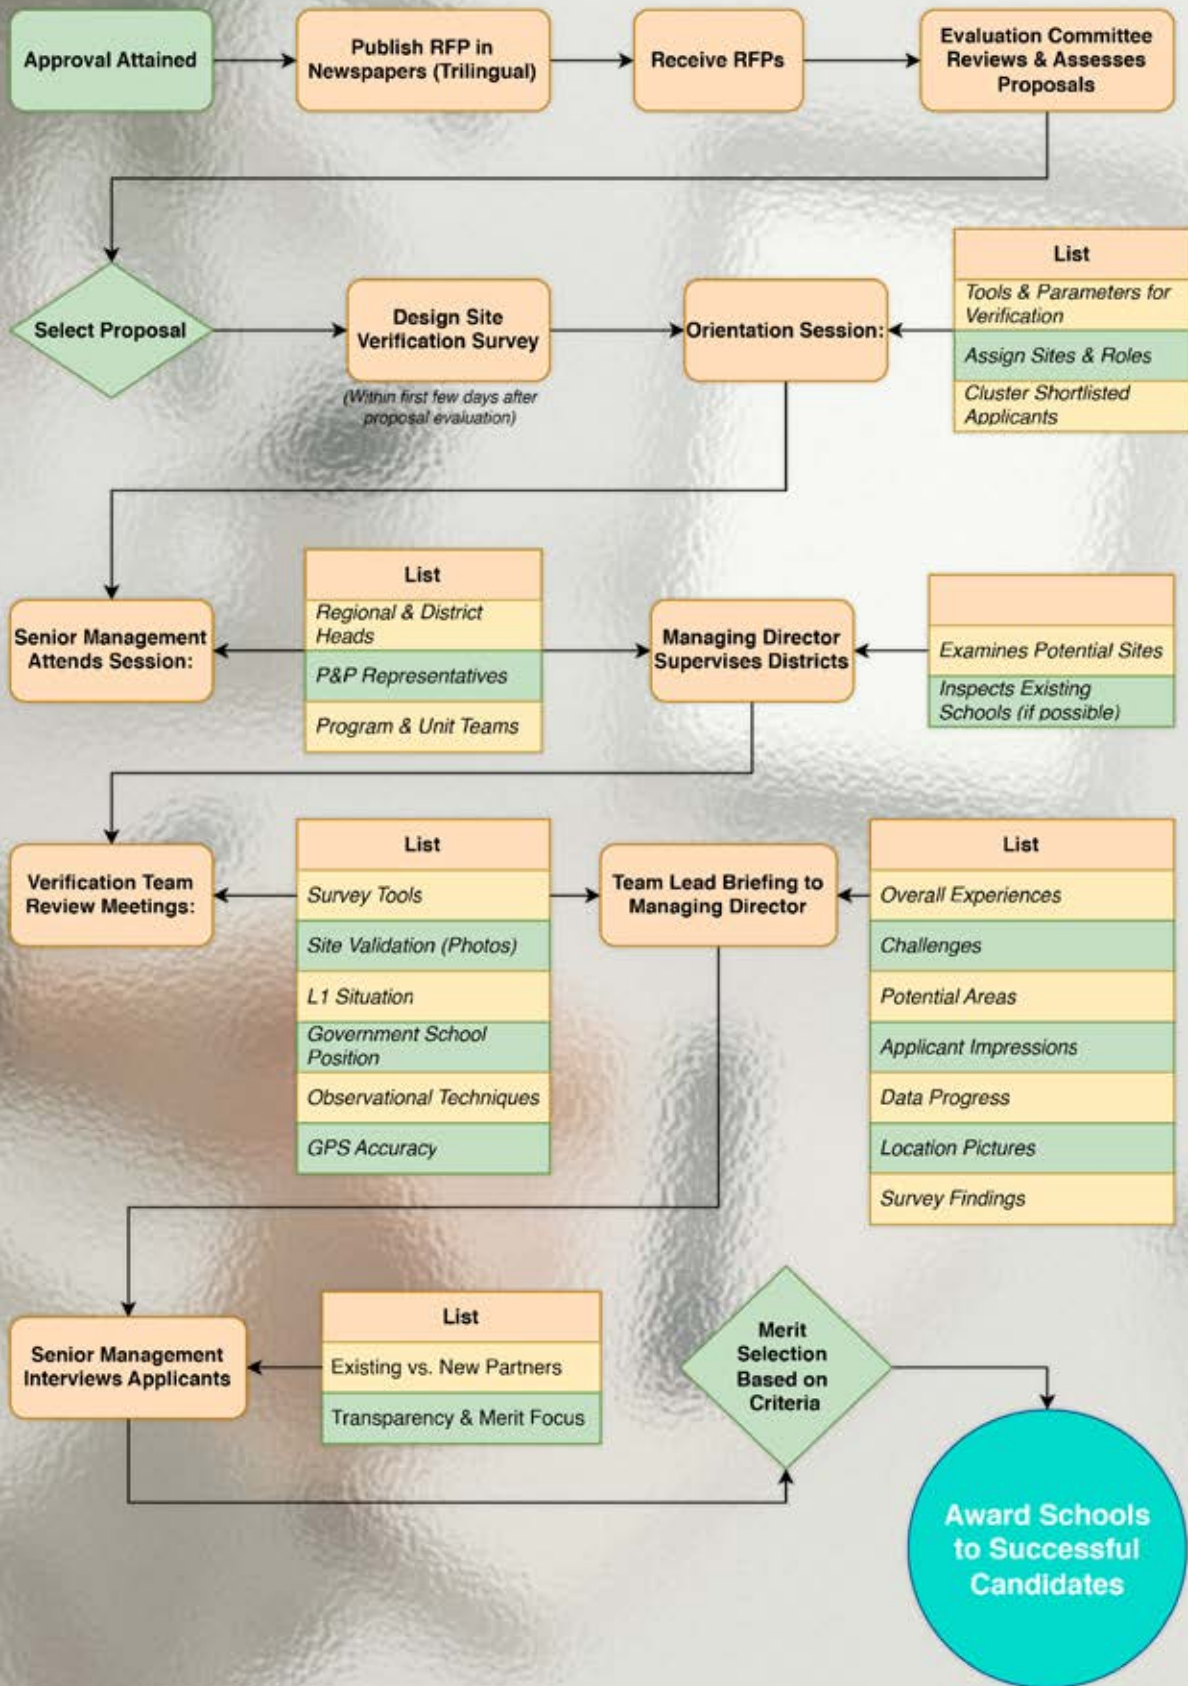 Approval Attained
Publish RFP in
Newspapers (Trilingual)
Receive RFPs
Evaluation Committee
Reviews & Assesses
Proposals
Select Proposal
Design Site
Verification Survey
(Within first few days after
proposal evaluation)
Orientation Session:
List
Tools & Parameters for
Verification
Assign Sites & Roles
Cluster Shortlisted
Applicants
Senior Management
Attends Session:
List
Regional & District
Heads
P&P Representatives
Program & Unit Teams
Managing Director
Supervises Districts
Examines Potential Sites
Inspects Existing
Schools (if possible)
Verification Team
Review Meetings:
List
Survey Tools
Site Validation (Photos)
L1 Situation
Government School
Position
Observational Techniques
GPS Accuracy
Team Lead Briefing to
Managing Director
List
Overall Experiences
Challenges
Potential Areas
Applicant Impressions
Data Progress
Location Pictures
Survey Findings
Senior Management
Interviews Applicants
List
Existing vs. New Partners
Transparency & Merit Focus
Merit
Selection
Based on
Criteria
Award Schools
to Successful
Candidates